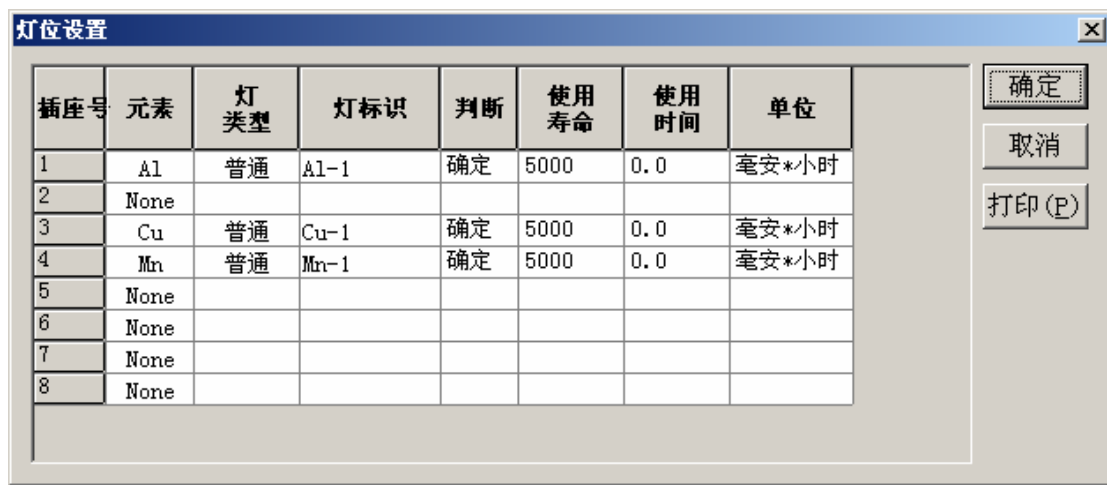 灯位设置
插座号 元素 灯类型 灯标识 判断 使用寿命 使用时间 单位
1 Al 普通 Al-1 确定 5000 0.0 毫安*小时
2 None
3 Cu 普通 Cu-1 确定 5000 0.0 毫安*小时
4 Mn 普通 Mn-1 确定 5000 0.0 毫安*小时
5 None
6 None
7 None
8 None
确定
取消
打印(P)